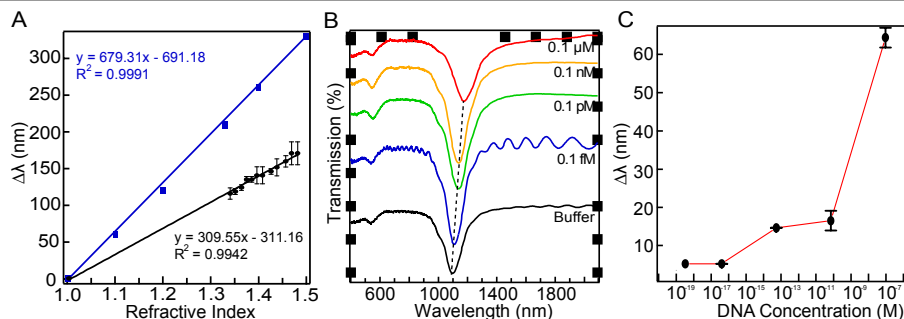 A
y = 679.31x - 691.18
R² = 0.9991
y = 309.55x - 311.16
R² = 0.9942
Δλ (nm)
300
250
200
150
100
50
0
1.0
1.1
1.2
1.3
1.4
1.5
Refractive Index
B
Transmission (%)
0.1 µM
0.1 nM
0.1 pM
0.1 fM
Buffer
600
1000
1400
1800
Wavelength (nm)
C
Δλ (nm)
60
50
40
30
20
10
10⁻¹⁹
10⁻¹⁷
10⁻¹⁵
10⁻¹³
10⁻¹¹
10⁻⁹
10⁻⁷
DNA Concentration (M)